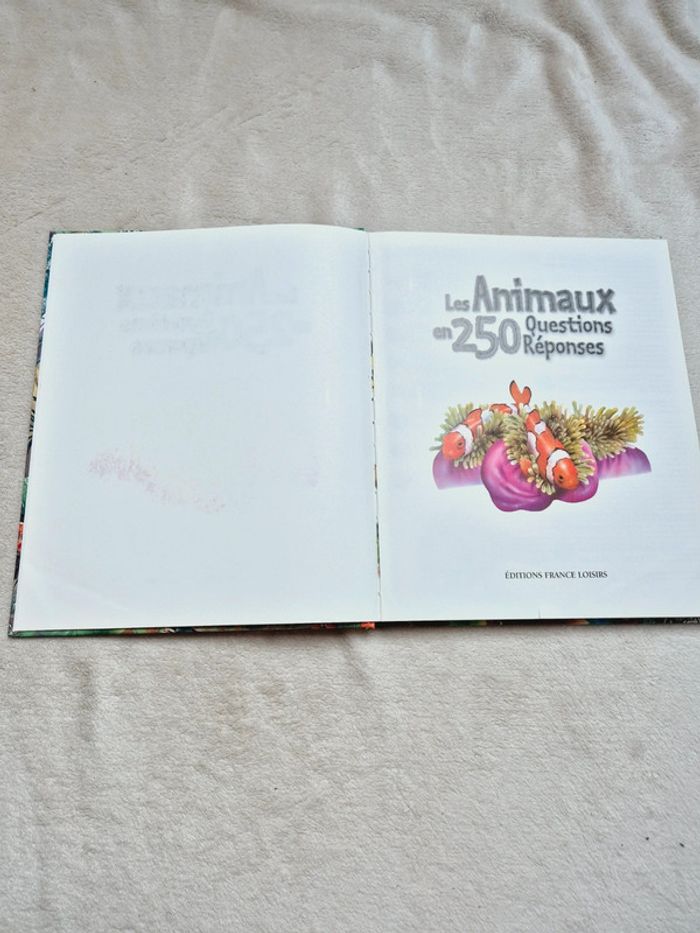 Les Animaux
en 250 Questions
Réponses
ÉDITIONS FRANCE LOISIRS